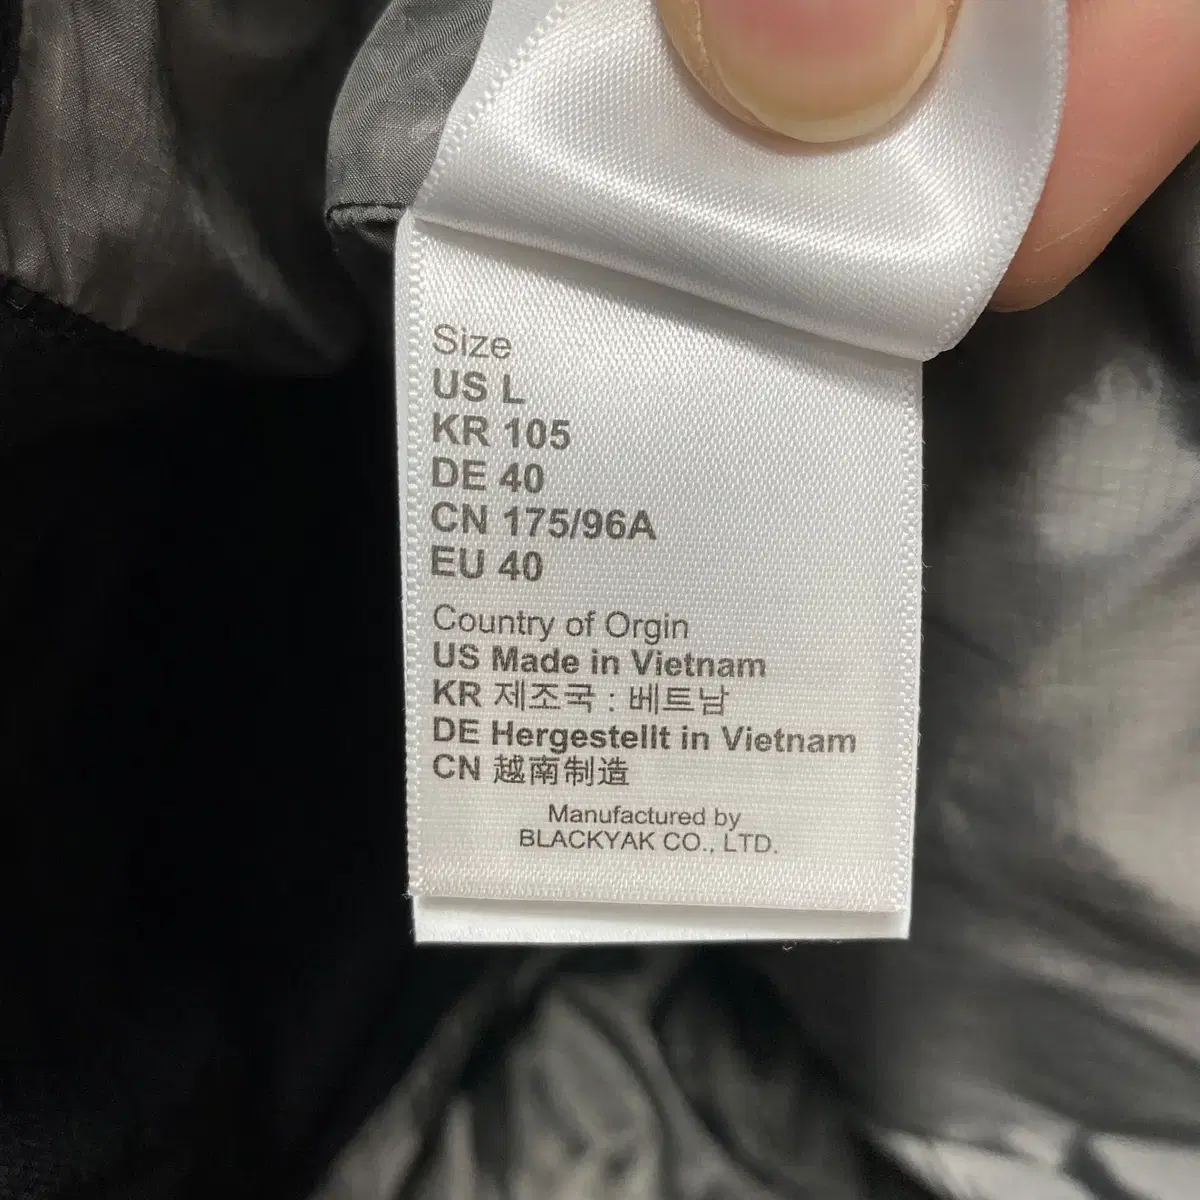 Size
US L
KR 105
DE 40
CN 175/96A
EU 40
Country of Orgin
US Made in Vietnam
KR 제조국 : 베트남
DE Hergestellt in Vietnam
CN 越南制造
Manufactured by
BLACKYAK CO., LTD.